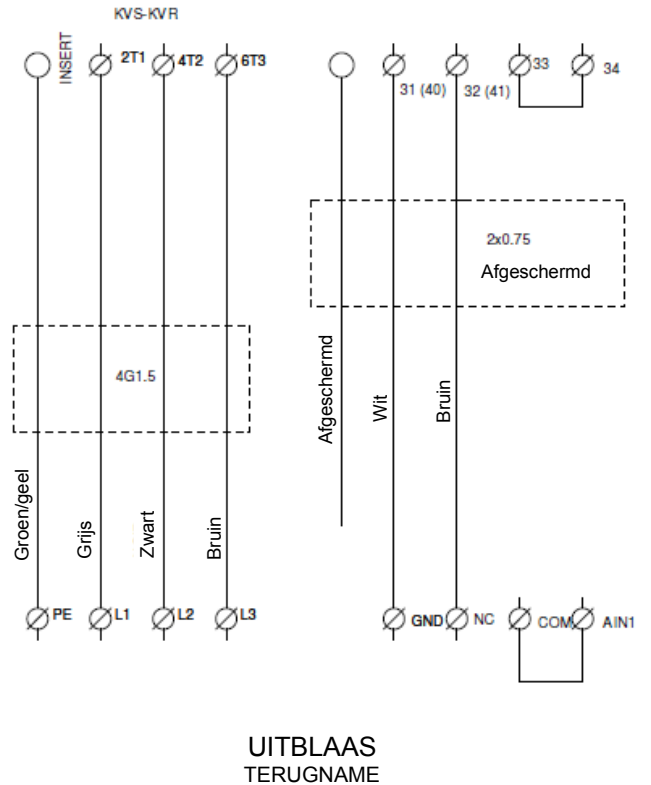 KVS-KVR
INSERT
2T1
4T2
6T3
31 (40)
32 (41)
33
34
2x0.75
Afgeschermd
4G1.5
Groen/geel
Grijs
Zwart
Bruin
Afgeschermd
Wit
Bruin
PE
L1
L2
L3
GND
NC
COM
AIN1
UITBLAAS
TERUGNAME